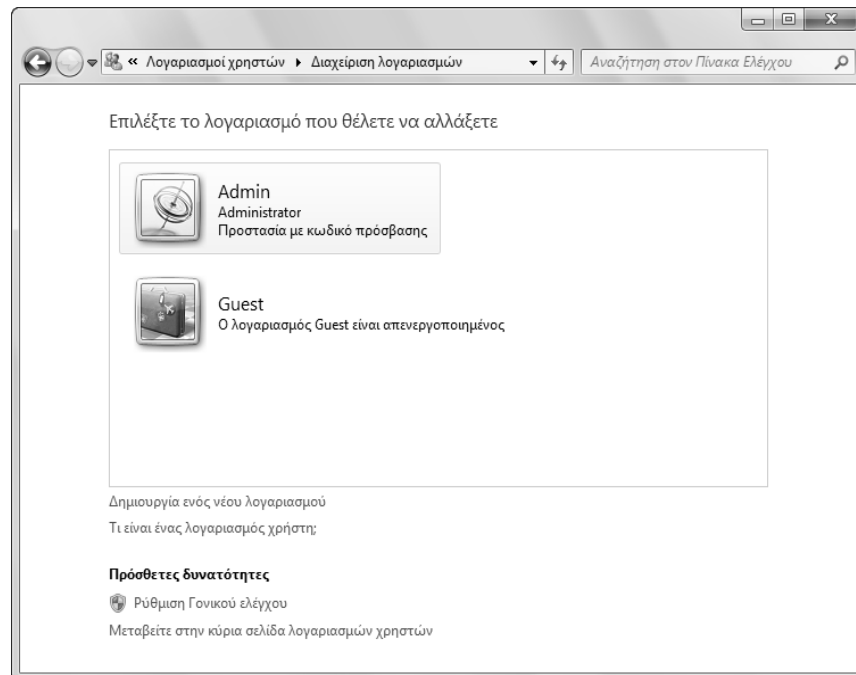 « Λογαριασμοί χρηστών ▸ Διαχείριση λογαριασμών
Αναζήτηση στον Πίνακα Ελέγχου
Επιλέξτε το λογαριασμό που θέλετε να αλλάξετε
Admin
Administrator
Προστασία με κωδικό πρόσβασης
Guest
Ο λογαριασμός Guest είναι απενεργοποιημένος
Δημιουργία ενός νέου λογαριασμού
Τι είναι ένας λογαριασμός χρήστη;
Πρόσθετες δυνατότητες
Ρύθμιση Γονικού ελέγχου
Μεταβείτε στην κύρια σελίδα λογαριασμών χρηστών